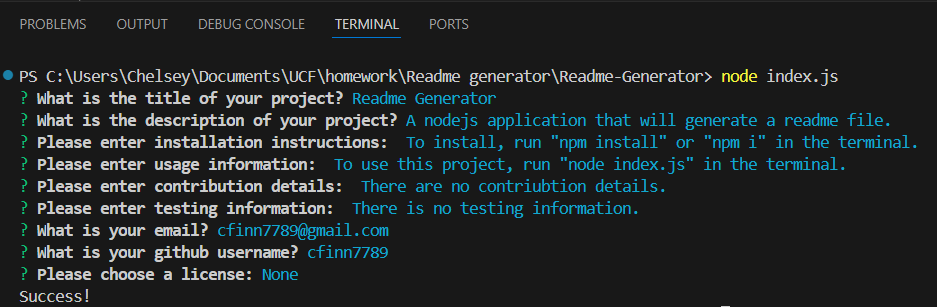 PROBLEMS OUTPUT DEBUG CONSOLE TERMINAL PORTS
PS C:\Users\Chelsey\Documents\UCF\homework\Readme generator\Readme-Generator> node index.js
? What is the title of your project? Readme Generator
? What is the description of your project? A nodejs application that will generate a readme file.
? Please enter installation instructions:  To install, run "npm install" or "npm i" in the terminal.
? Please enter usage information:  To use this project, run "node index.js" in the terminal.
? Please enter contribution details:  There are no contriubtion details.
? Please enter testing information:  There is no testing information.
? What is your email? cfinn7789@gmail.com
? What is your github username? cfinn7789
? Please choose a license: None
Success!